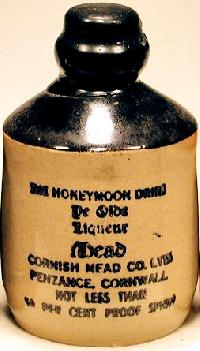 THE HONEYMOON DRINK
Ye Olde
Liqueur
Mead
CORNISH MEAD CO. LTD
PENZANCE, CORNWALL
NOT LESS THAN
PER CENT PROOF SPIRIT